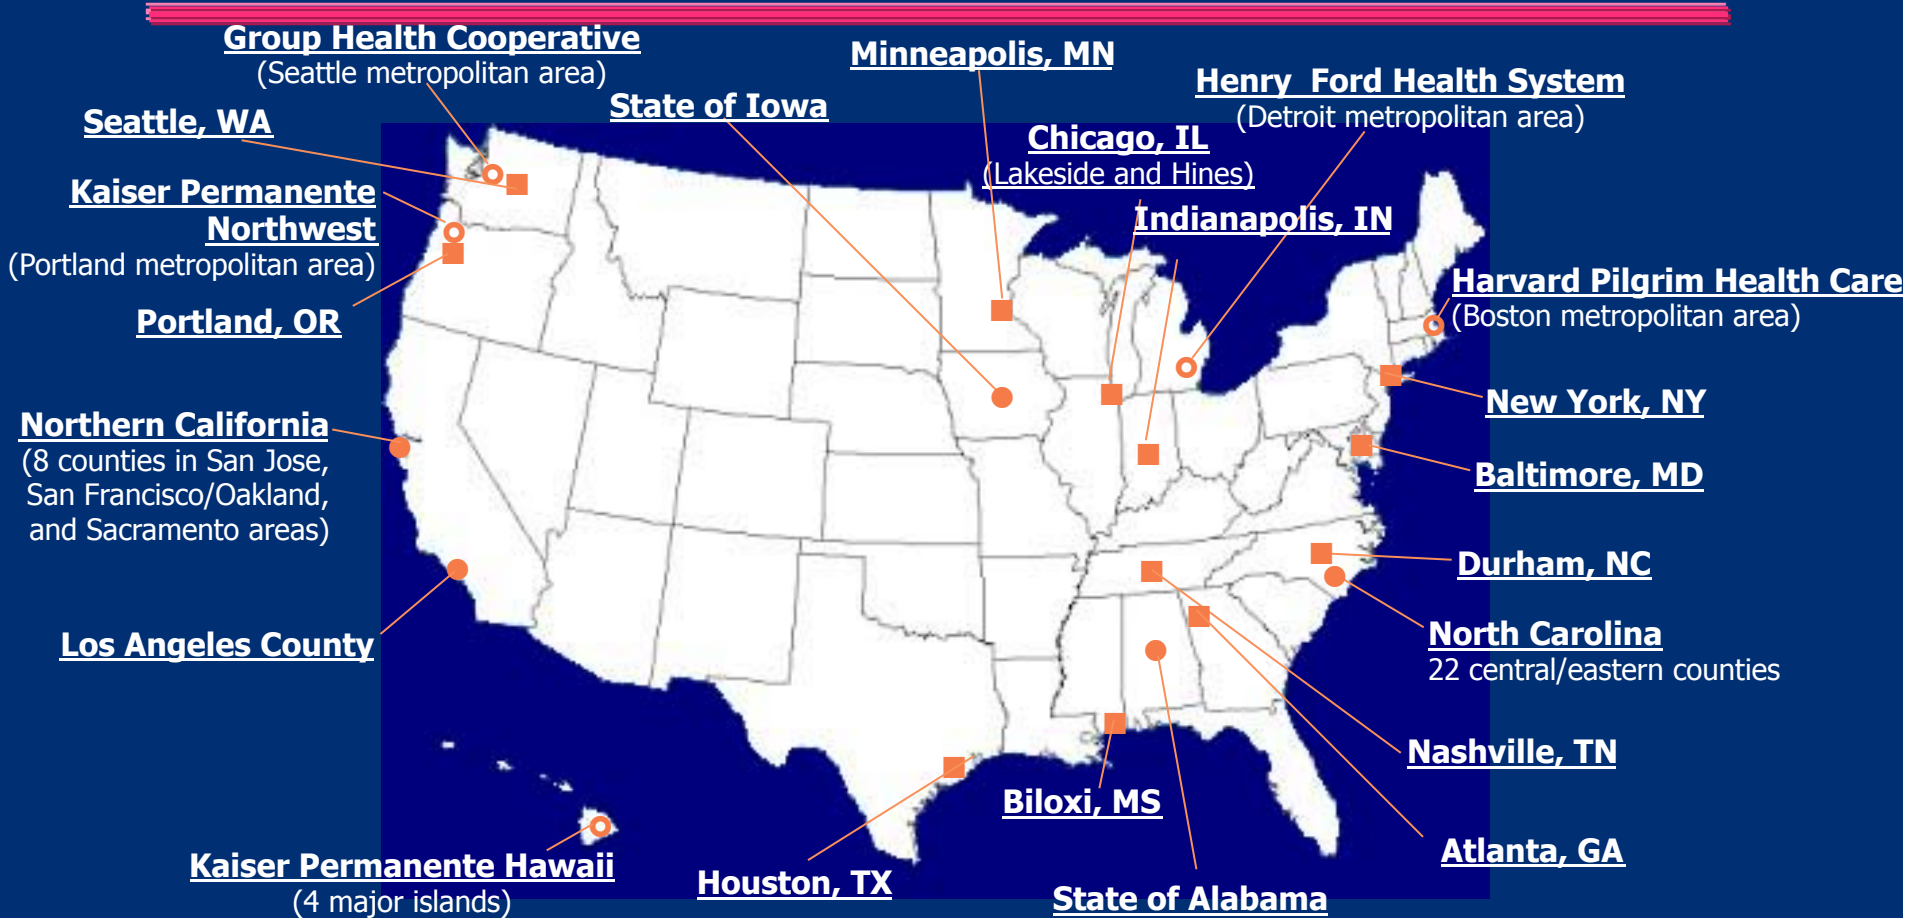 Group Health Cooperative
(Seattle metropolitan area)
Minneapolis, MN
Henry  Ford Health System
(Detroit metropolitan area)
State of Iowa
Seattle, WA
Chicago, IL
(Lakeside and Hines)
Kaiser Permanente
Northwest
(Portland metropolitan area)
Indianapolis, IN
Harvard Pilgrim Health Care
(Boston metropolitan area)
Portland, OR
New York, NY
Northern California
(8 counties in San Jose,
San Francisco/Oakland,
and Sacramento areas)
Baltimore, MD
Durham, NC
Los Angeles County
North Carolina
22 central/eastern counties
Nashville, TN
Biloxi, MS
Atlanta, GA
Kaiser Permanente Hawaii
(4 major islands)
Houston, TX
State of Alabama